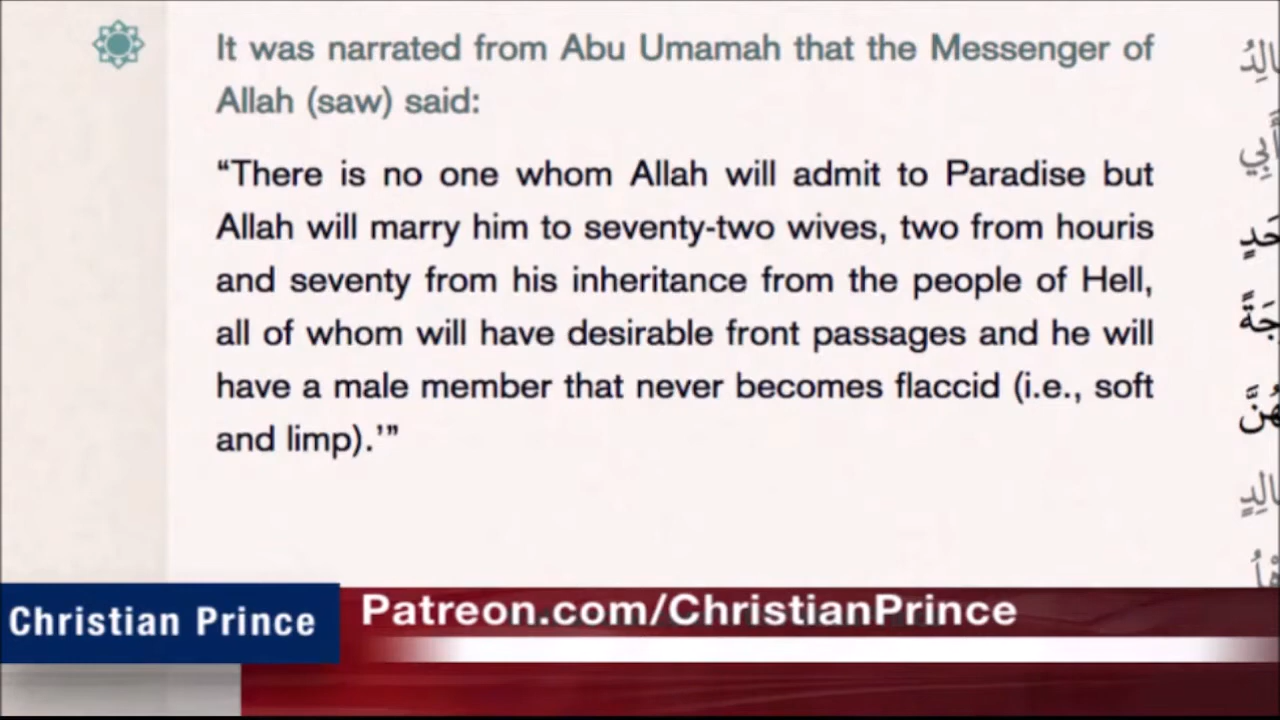 It was narrated from Abu Umamah that the Messenger of
Allah (saw) said:
“There is no one whom Allah will admit to Paradise but
Allah will marry him to seventy-two wives, two from houris
and seventy from his inheritance from the people of Hell,
all of whom will have desirable front passages and he will
have a male member that never becomes flaccid (i.e., soft
and limp).’”
Christian Prince
Patreon.com/ChristianPrince